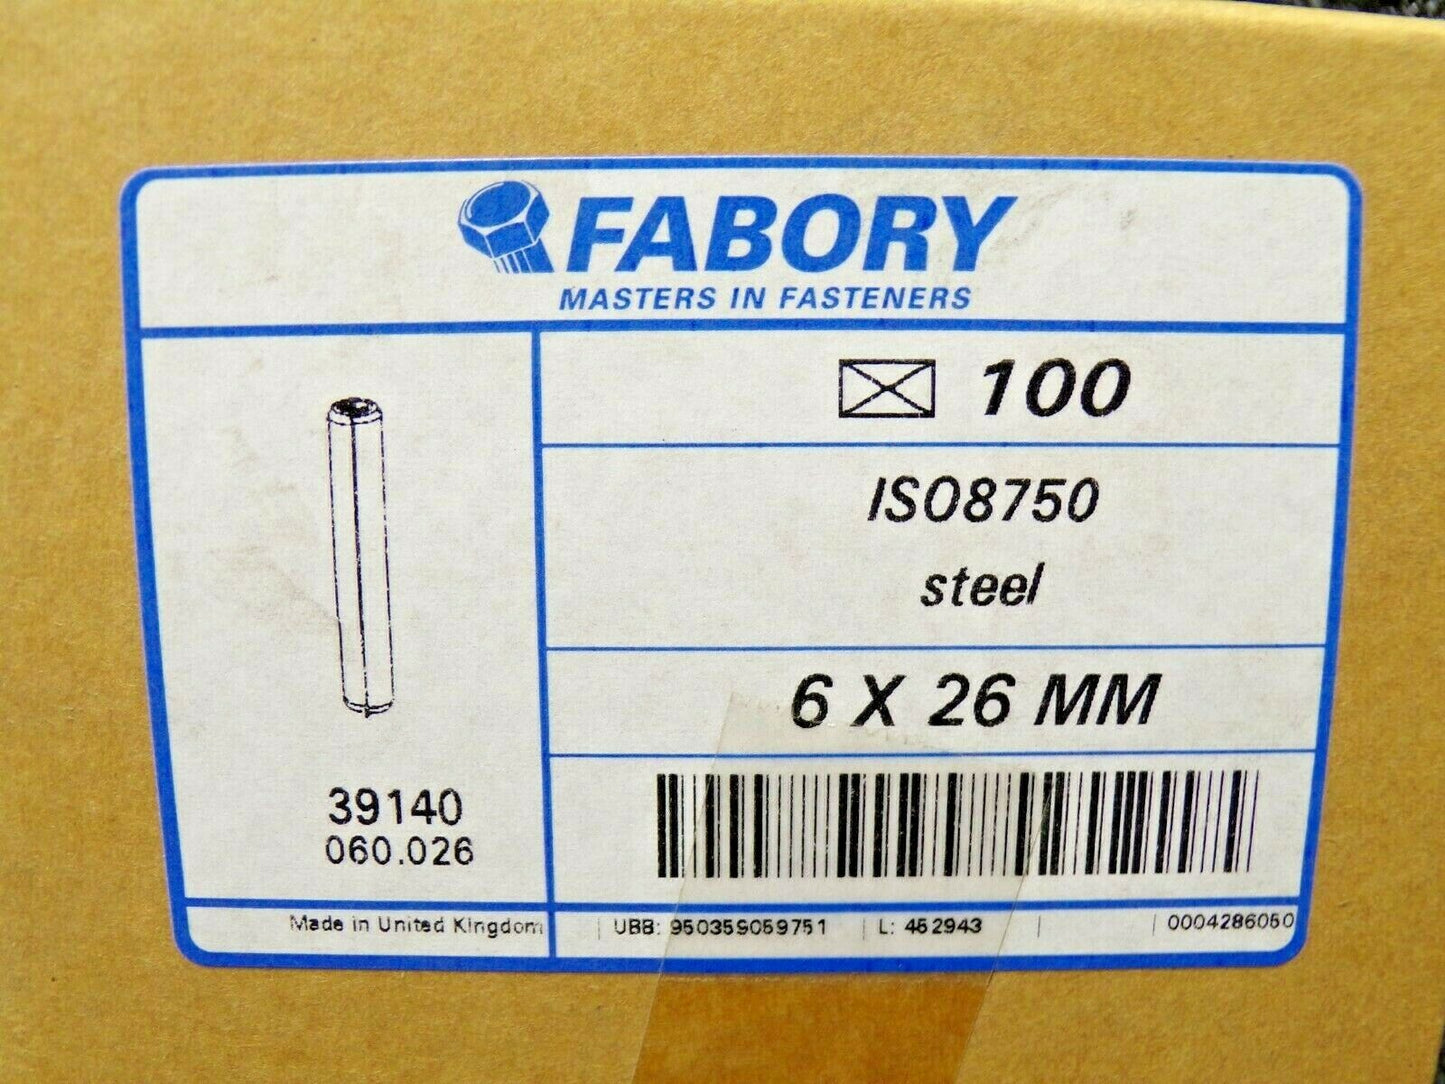 FABORY
MASTERS IN FASTENERS
100
ISO8750
steel
6 X 26 MM
39140
060.026
Made in United Kingdom | UBB: 950359059751 | L: 452943 | | 0004286050